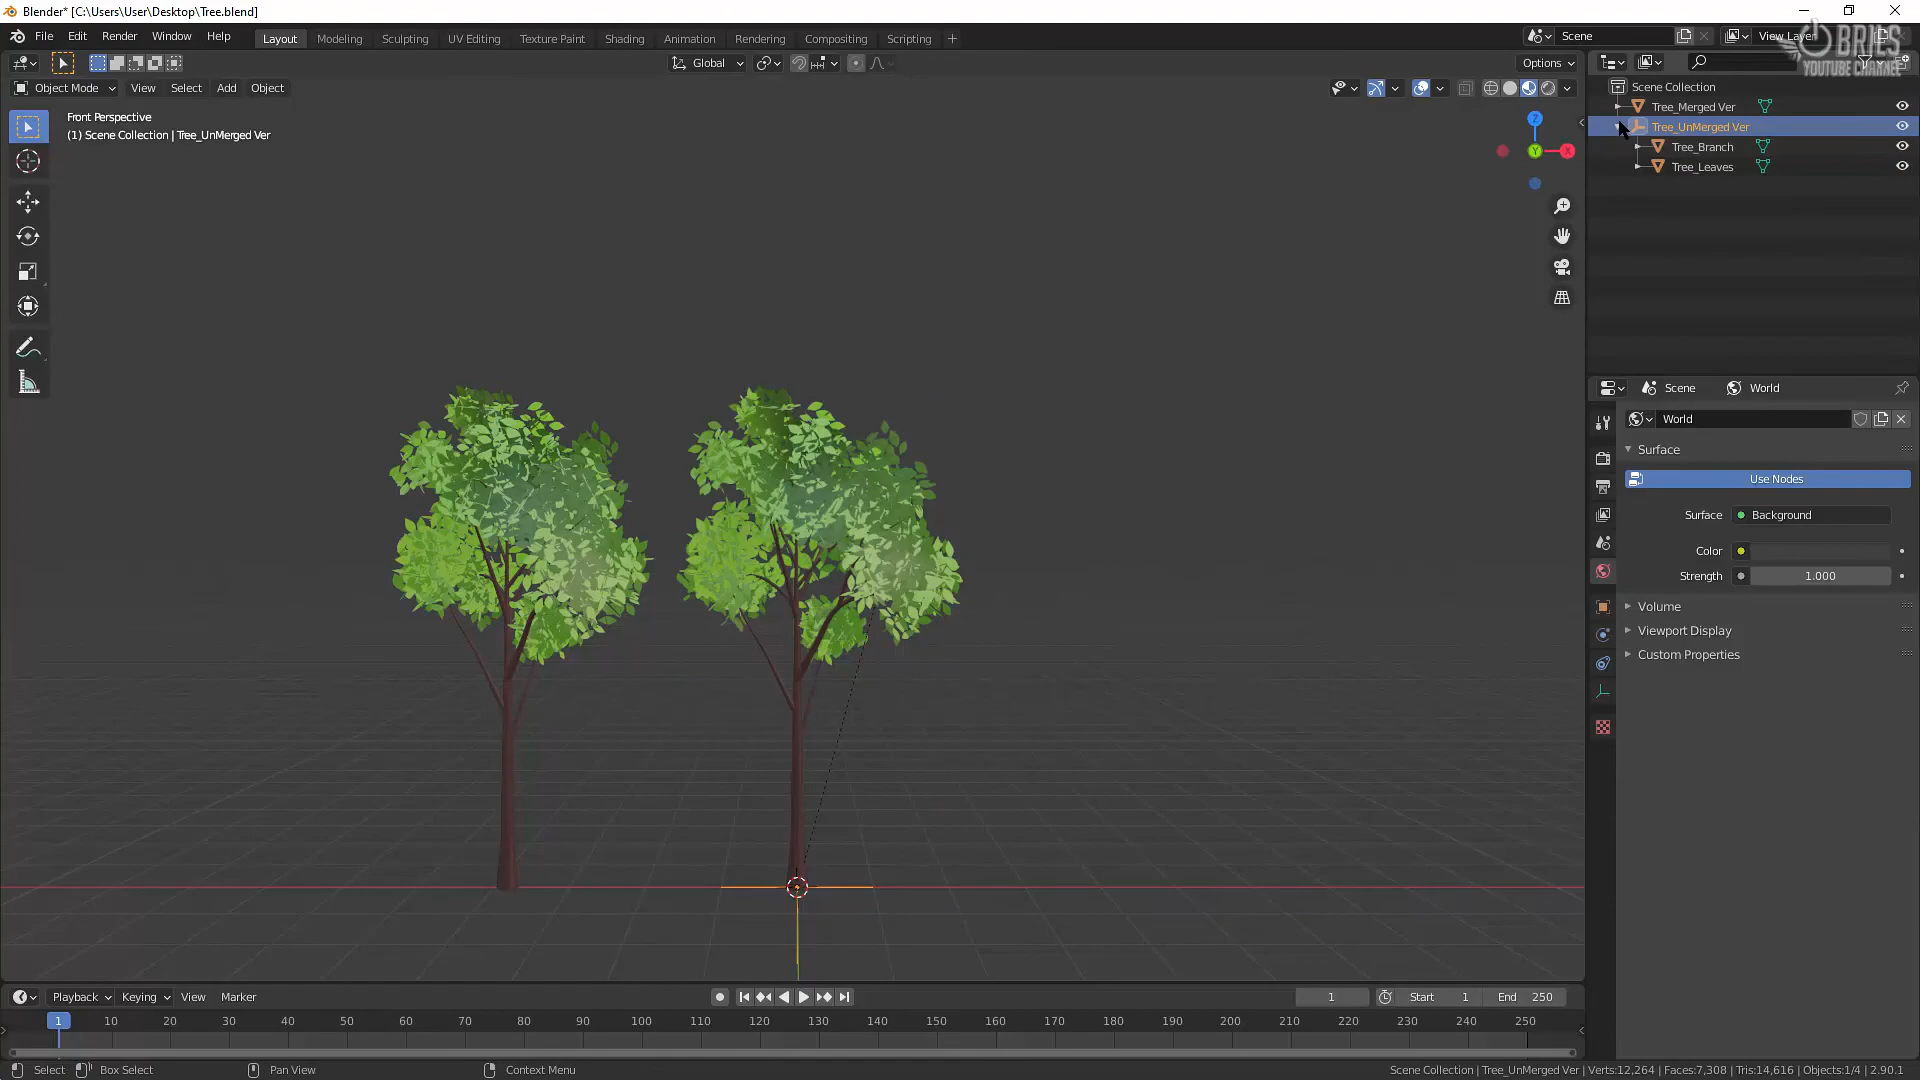 Blender* [C:\Users\User\Desktop\Tree.blend]
File Edit Render Window Help Layout Modeling Sculpting UV Editing Texture Paint Shading Animation Rendering Compositing Scripting + Scene View Layer
BRIES
YOUTUBE CHANNEL
Global Options
Object Mode View Select Add Object
Front Perspective
(1) Scene Collection | Tree_UnMerged Ver
Z
Y
X
Scene Collection
Tree_Merged Ver
Tree_UnMerged Ver
Tree_Branch
Tree_Leaves
Scene World
World
Surface
Use Nodes
Surface Background
Color
Strength 1.000
Volume
Viewport Display
Custom Properties
Playback Keying View Marker 1 Start 1 End 250
1 10 20 30 40 50 60 70 80 90 100 110 120 130 140 150 160 170 180 190 200 210 220 230 240 250
Select Box Select Pan View Context Menu Scene Collection | Tree_UnMerged Ver | Verts:12,264 | Faces:7,308 | Tris:14,616 | Objects:1/4 | 2.90.1